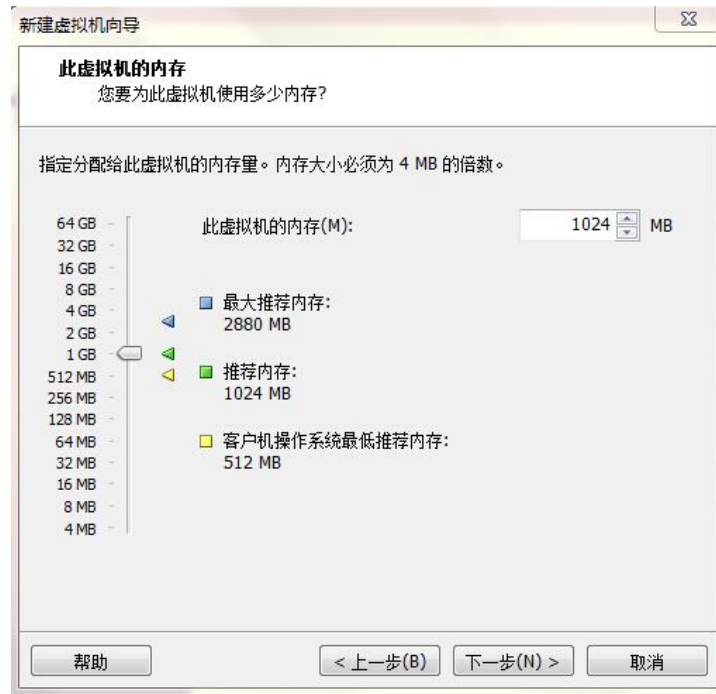 新建虚拟机向导
此虚拟机的内存
您要为此虚拟机使用多少内存?
指定分配给此虚拟机的内存量。内存大小必须为 4 MB 的倍数。
64 GB
32 GB
16 GB
8 GB
4 GB
2 GB
1 GB
512 MB
256 MB
128 MB
64 MB
32 MB
16 MB
8 MB
4 MB
此虚拟机的内存(M): 1024 MB
最大推荐内存:
2880 MB
推荐内存:
1024 MB
客户机操作系统最低推荐内存:
512 MB
帮助 < 上一步(B) 下一步(N) > 取消